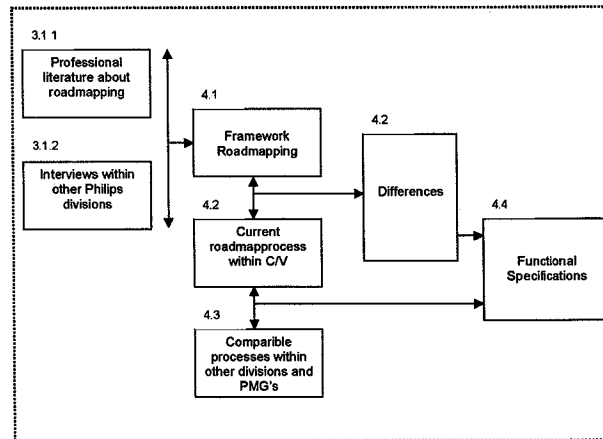 3.1 1
Professional
literature about
roadmapping
3.1.2
Interviews within
other Philips
divisions
4.1
Framework
Roadmapping
4.2
Current
roadmapprocess
within C/V
4.3
Comparible
processes within
other divisions and
PMG's
4.2
Differences
4.4
Functional
Specifications